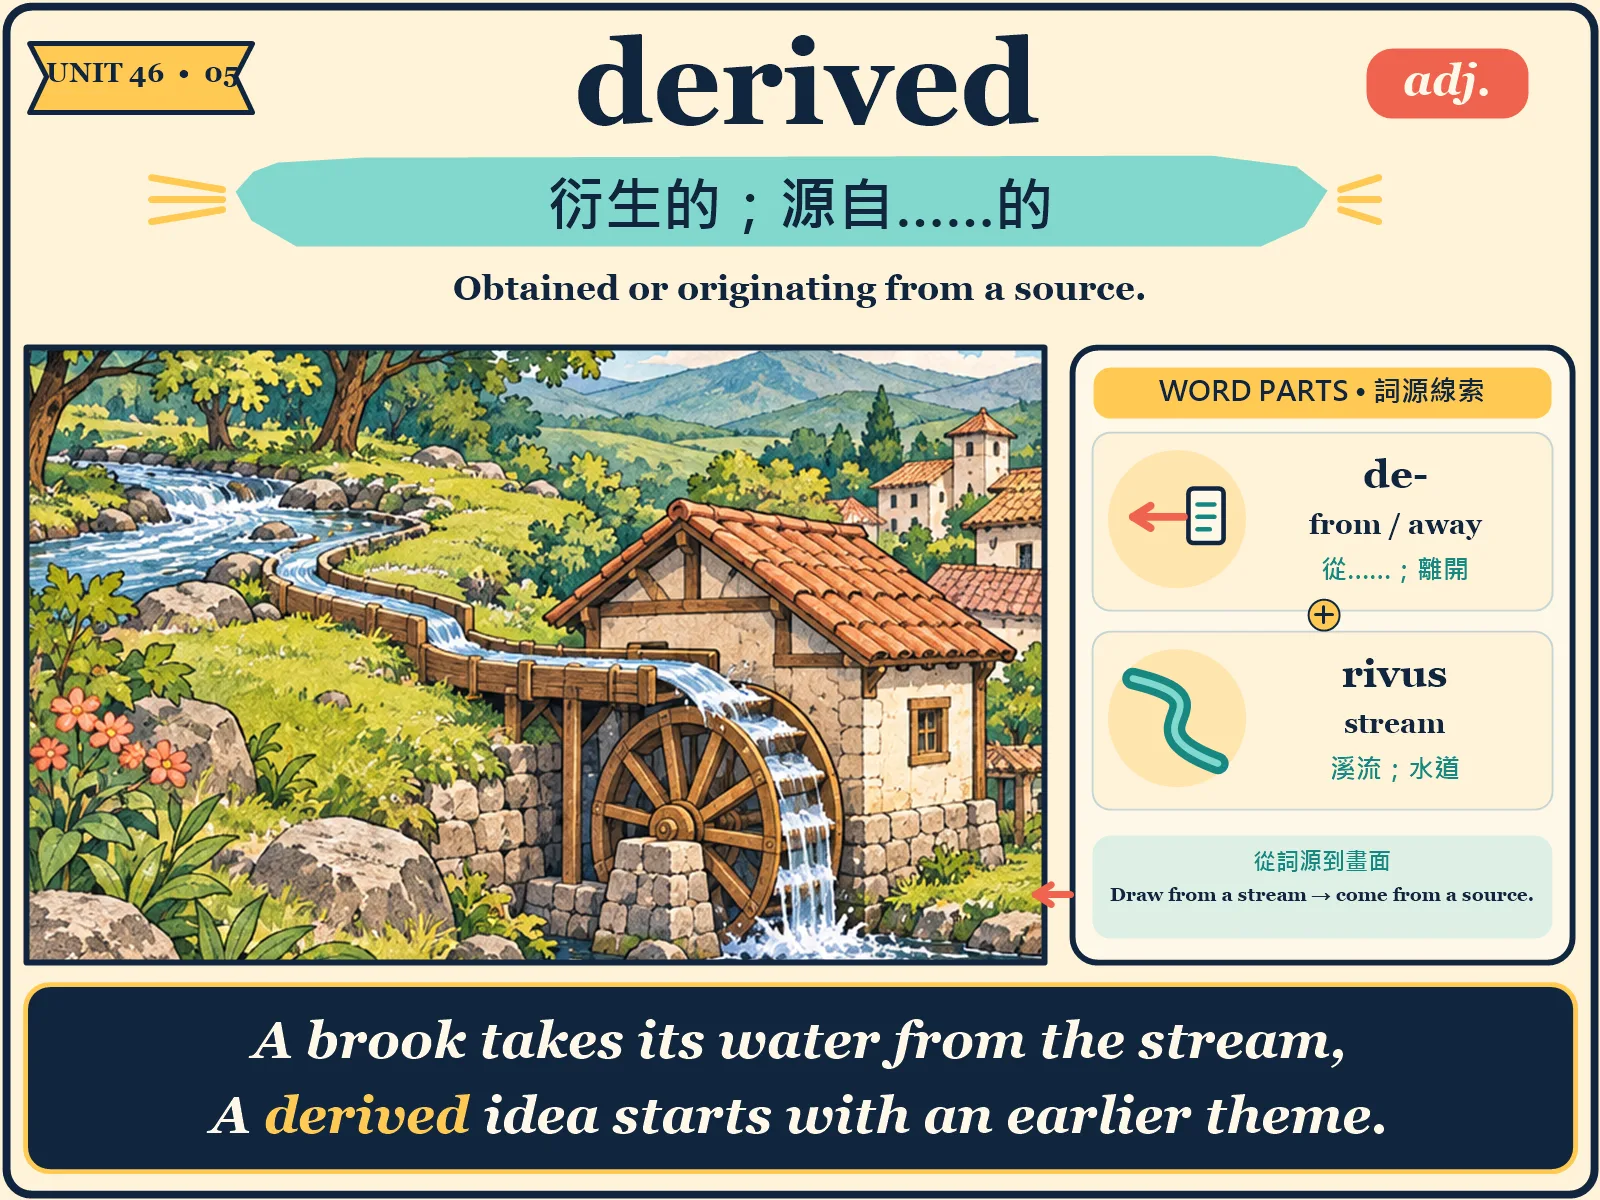 UNIT 46 • 05
derived
adj.
衍生的；源自……的
Obtained or originating from a source.
WORD PARTS • 詞源線索
de-
from / away
從……；離開
rivus
stream
溪流；水道
從詞源到畫面
Draw from a stream → come from a source.
A brook takes its water from the stream,
A derived idea starts with an earlier theme.